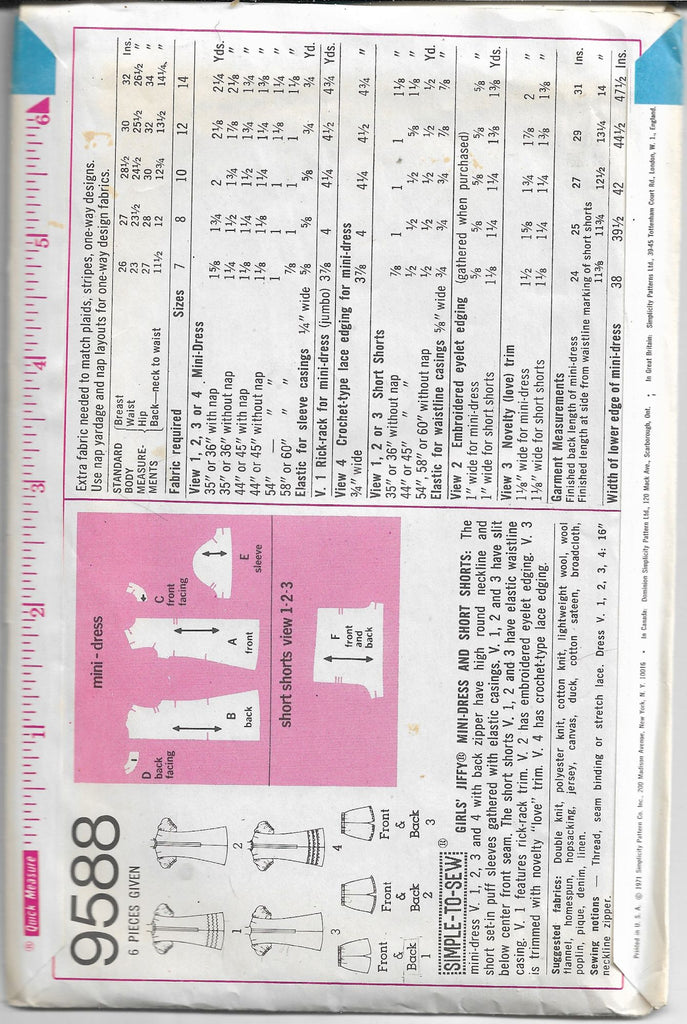 ® Quick Measure 1 2 3 4 5 6
9588
6 PIECES GIVEN
1
2
3
4
Front & Back 1
Front & Back 2
Front & Back 3
mini-dress
D back facing
B back
A front
C front facing
E sleeve
short shorts view 1-2-3
F front and back
SIMPLE-TO-SEW® GIRLS' JIFFY® MINI-DRESS AND SHORT SHORTS: The
mini-dress V. 1, 2, 3 and 4 with back zipper have high round neckline and
short set-in puff sleeves gathered with elastic casings. V. 1, 2 and 3 have slit
below center front seam. The short shorts V. 1, 2 and 3 have elastic waistline
casing. V. 1 features rick-rack trim. V. 2 has embroidered eyelet edging. V. 3
is trimmed with novelty "love" trim. V. 4 has crochet-type lace edging.
Suggested fabrics: Double knit, polyester knit, cotton knit, lightweight wool, wool
flannel, homespun, hopsacking, jersey, canvas, duck, cotton sateen, broadcloth,
poplin, pique, denim, linen.
Sewing notions — Thread, seam binding or stretch lace. Dress V. 1, 2, 3, 4: 16"
neckline zipper.
Extra fabric needed to match plaids, stripes, one-way designs.
Use nap yardage and nap layouts for one-way design fabrics.
STANDARD BODY MEASUREMENTS
Breast 26 27 28½ 30 32 Ins.
Waist 23 23½ 24½ 25½ 26½ "
Hip 27 28 30 32 34 "
Back—neck to waist 11½ 12 12¾ 13½ 14¼ "
Fabric required Sizes 7 8 10 12 14
View 1, 2, 3 or 4 Mini-Dress
35" or 36" with nap 1⅝ 1¾ 2 2⅛ 2¼ Yds.
35" or 36" without nap 1¼ 1½ 1¾ 1⅞ 2⅛ "
44" or 45" with nap 1⅛ 1¼ 1½ 1¾ 1¾ "
44" or 45" without nap 1⅛ 1⅛ 1¼ 1¼ 1⅜ "
54" " " 1 1 1 1⅛ 1¼ "
58" or 60" " " ⅞ 1 1 1 1⅛ "
Elastic for sleeve casings ¼" wide ⅝ ⅝ ⅝ ¾ ¾ Yd.
V. 1 Rick-rack for mini-dress (jumbo) 3⅞ 4 4¼ 4½ 4¾ Yds.
View 4 Crochet-type lace edging for mini-dress
¾" wide 3⅞ 4 4¼ 4½ 4¾ "
View 1, 2 or 3 Short Shorts
35" or 36" without nap ⅞ 1 1 1 1⅛ "
44" or 45" " " ½ ½ ½ ⅝ 1⅛ "
54", 58" or 60" without nap ½ ½ ½ ½ ½ Yd.
Elastic for waistline casings ⅝" wide ¾ ¾ ¾ ⅞ ⅞ "
View 2 Embroidered eyelet edging (gathered when purchased)
1" wide for mini-dress ⅝ ⅝ ⅝ ⅝ ⅝ "
1" wide for short shorts 1⅛ 1¼ 1¼ 1⅜ 1⅜ Yds.
View 3 Novelty (love) trim
1⅛" wide for mini-dress 1½ 1⅝ 1¾ 1⅞ 2 "
1⅛" wide for short shorts 1⅛ 1¼ 1¼ 1⅜ 1⅜ "
Garment Measurements
Finished back length of mini-dress 24 25 27 29 31 Ins.
Finished length at side from waistline marking of short shorts 11⅜ 11¾ 12½ 13¼ 14 "
Width of lower edge of mini-dress 38 39½ 42 44½ 47½ Ins.
Printed in U. S. A. © 1971 Simplicity Pattern Co. Inc., 200 Madison Avenue, New York, N. Y. 10016 • In Canada: Dominion Simplicity Pattern Ltd., 120 Mack Ave., Scarborough, Ont. ; In Great Britain: Simplicity Patterns Ltd., 39-45 Tottenham Court Rd., London, W. 1., England.